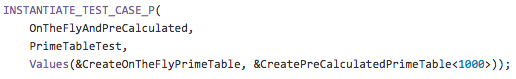 INSTANTIATE_TEST_CASE_P(
    OnTheFlyAndPreCalculated,
    PrimeTableTest,
    Values(&CreateOnTheFlyPrimeTable, &CreatePreCalculatedPrimeTable<1000>));